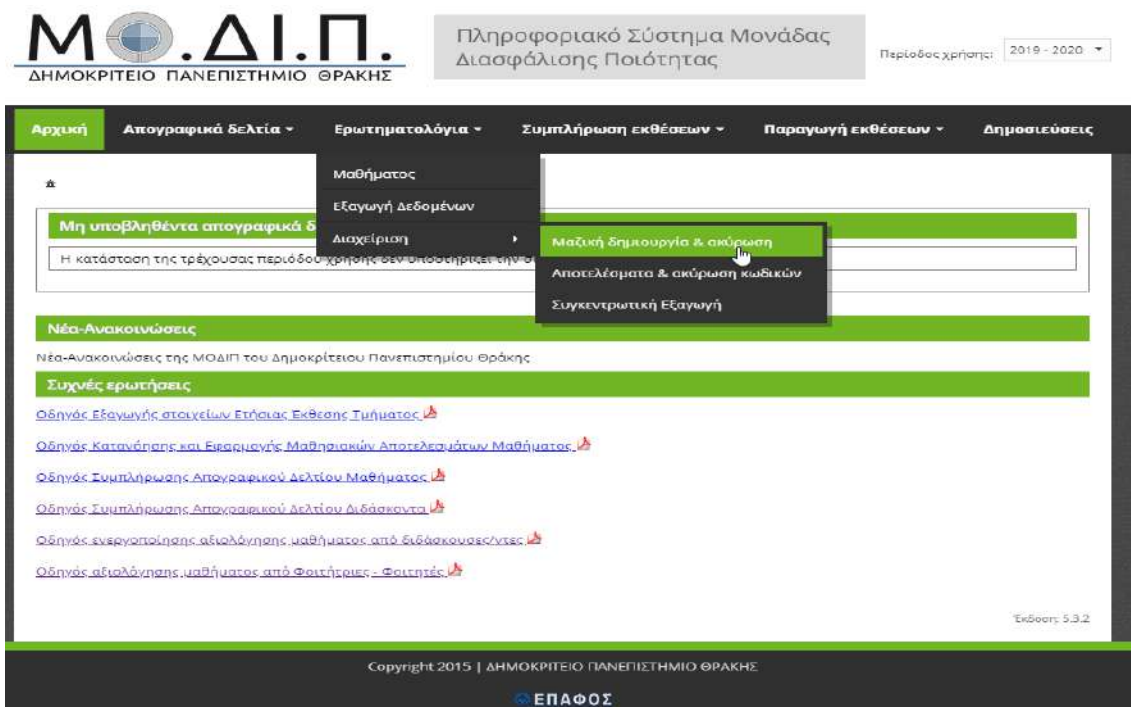 ΜΟ.ΔΙ.Π.
ΔΗΜΟΚΡΙΤΕΙΟ ΠΑΝΕΠΙΣΤΗΜΙΟ ΘΡΑΚΗΣ
Πληροφοριακό Σύστημα Μονάδας
Διασφάλισης Ποιότητας
Περίοδος χρήσης: 2019 - 2020
Αρχική Απογραφικά δελτία Ερωτηματολόγια Συμπλήρωση εκθέσεων Παραγωγή εκθέσεων Δημοσιεύσεις
Μαθήματος
Εξαγωγή Δεδομένων
Διαχείριση
Μαζική δημιουργία & ακύρωση
Αποτελέσματα & ακύρωση κωδικών
Συγκεντρωτική Εξαγωγή
Μη υποβληθέντα απογραφικά δ
Η κατάσταση της τρέχουσας περιόδου χρήσης δεν υποστηρίζει την
Νέα-Ανακοινώσεις
Νέα-Ανακοινώσεις της ΜΟΔΙΠ του Δημοκρίτειου Πανεπιστημίου Θράκης
Συχνές ερωτήσεις
Οδηγός Εξαγωγής στοιχείων Ετήσιας Έκθεσης Τμήματος
Οδηγός Κατανόησης και Εφαρμογής Μαθησιακών Αποτελεσμάτων Μαθήματος
Οδηγός Συμπλήρωσης Απογραφικού Δελτίου Μαθήματος
Οδηγός Συμπλήρωσης Απογραφικού Δελτίου Διδάσκοντα
Οδηγός ενεργοποίησης αξιολόγησης μαθήματος από διδάσκουσες/ντες
Οδηγός αξιολόγησης μαθήματος από Φοιτήτριες - Φοιτητές
Έκδοση: 5.3.2
Copyright 2015 | ΔΗΜΟΚΡΙΤΕΙΟ ΠΑΝΕΠΙΣΤΗΜΙΟ ΘΡΑΚΗΣ
ΕΠΑΦΟΣ